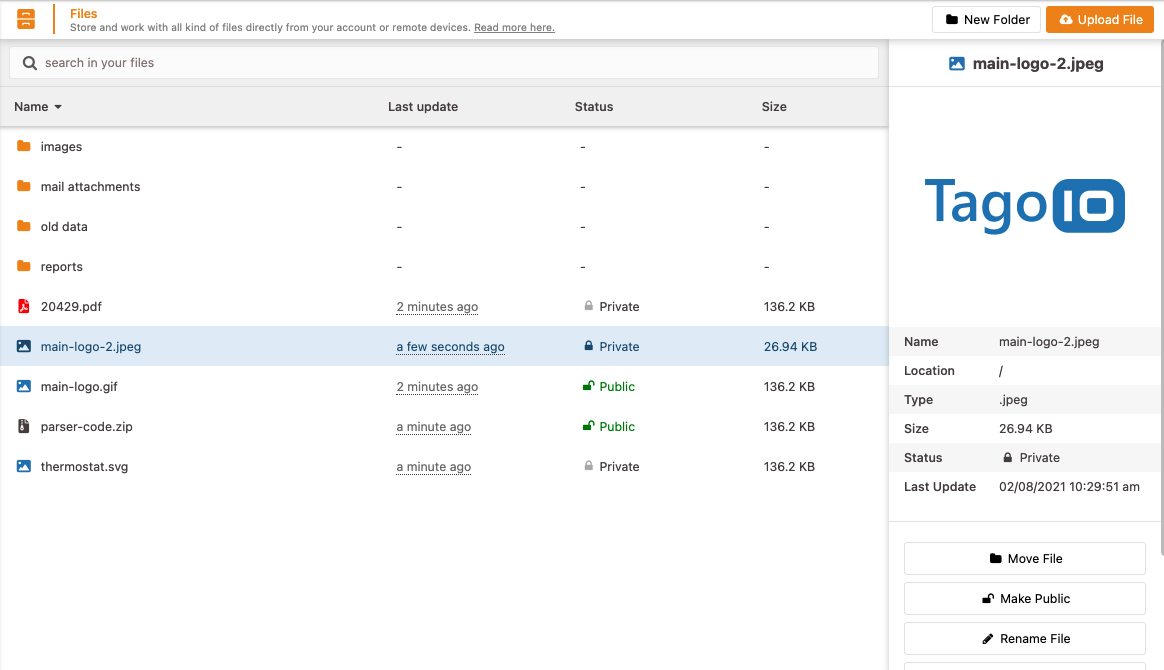 Files
Store and work with all kind of files directly from your account or remote devices. Read more here.
New Folder
Upload File
search in your files
Name Last update Status Size
images - - -
mail attachments - - -
old data - - -
reports - - -
20429.pdf 2 minutes ago Private 136.2 KB
main-logo-2.jpeg a few seconds ago Private 26.94 KB
main-logo.gif 2 minutes ago Public 136.2 KB
parser-code.zip a minute ago Public 136.2 KB
thermostat.svg a minute ago Private 136.2 KB
main-logo-2.jpeg
TagoIO
Name main-logo-2.jpeg
Location /
Type .jpeg
Size 26.94 KB
Status Private
Last Update 02/08/2021 10:29:51 am
Move File
Make Public
Rename File